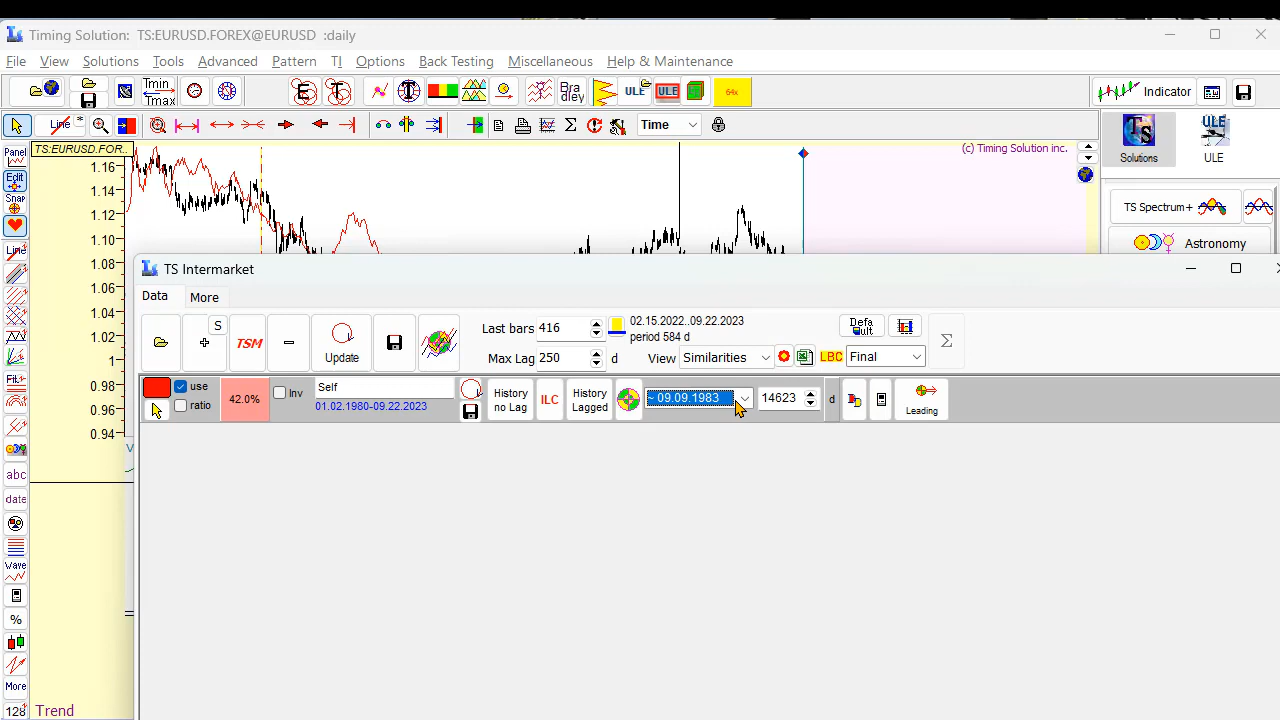 Timing Solution: TS:EURUSD.FOREX@EURUSD :daily
File View Solutions Tools Advanced Pattern TI Options Back Testing Miscellaneous Help & Maintenance
Tmin
Tmax
E
T
Bra
dley
ULE
ULE
64x
Indicator
Line
Time
TS:EURUSD.FOR..
(c) Timing Solution inc.
TS
Solutions
ULE
ULE
Panel
Edit
Snap
Line
Fil.
abc
date
Wave
%
More
128
1.16
1.14
1.12
1.10
1.08
1.06
1.04
1.02
1
0.98
0.96
0.94
TS Spectrum+
Astronomy
TS Intermarket
Data More
S
+
TSM
Update
Last bars 416
Max Lag 250 d
02.15.2022..09.22.2023
period 584 d
View Similarities
Defa
ult
LBC Final
Σ
use
ratio
42.0%
Inv
Self
01.02.1980-09.22.2023
History
no Lag
ILC
History
Lagged
~ 09.09.1983
14623 d
Leading
Trend